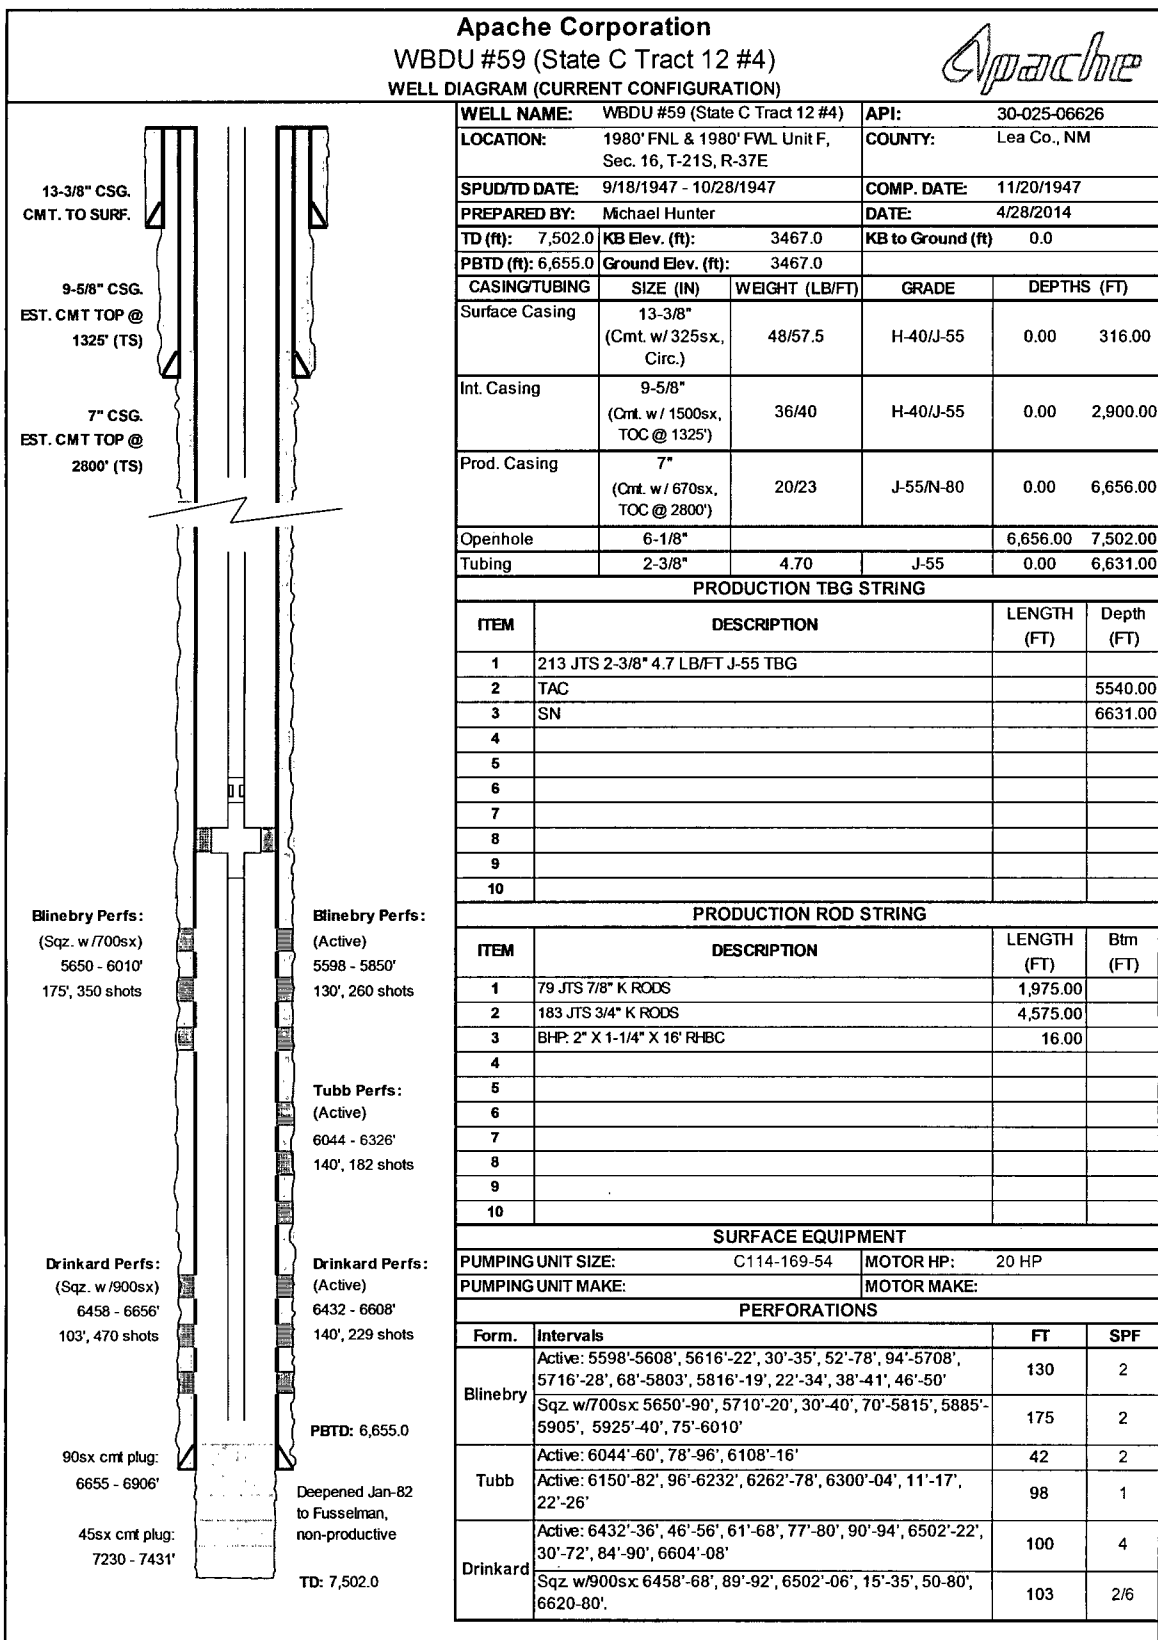 Apache Corporation
WBDU #59 (State C Tract 12 #4)
WELL DIAGRAM (CURRENT CONFIGURATION)
Apache
WELL NAME: WBDU #59 (State C Tract 12 #4) API: 30-025-06626
LOCATION: 1980' FNL & 1980' FWL Unit F, COUNTY: Lea Co., NM
Sec. 16, T-21S, R-37E
SPUD/TD DATE: 9/18/1947 - 10/28/1947 COMP. DATE: 11/20/1947
PREPARED BY: Michael Hunter DATE: 4/28/2014
TD (ft): 7,502.0 KB Elev. (ft): 3467.0 KB to Ground (ft) 0.0
PBTD (ft): 6,655.0 Ground Elev. (ft): 3467.0
CASING/TUBING SIZE (IN) WEIGHT (LB/FT) GRADE DEPTHS (FT)
Surface Casing 13-3/8"
(Cmt. w/ 325sx, 48/57.5 H-40/J-55 0.00 316.00
Circ.)
Int. Casing 9-5/8"
(Cmt. w/ 1500sx, 36/40 H-40/J-55 0.00 2,900.00
TOC @ 1325')
Prod. Casing 7"
(Cmt. w/ 670sx, 20/23 J-55/N-80 0.00 6,656.00
TOC @ 2800')
Openhole 6-1/8" 6,656.00 7,502.00
Tubing 2-3/8" 4.70 J-55 0.00 6,631.00
PRODUCTION TBG STRING
ITEM DESCRIPTION LENGTH (FT) Depth (FT)
1 213 JTS 2-3/8" 4.7 LB/FT J-55 TBG
2 TAC 5540.00
3 SN 6631.00
4
5
6
7
8
9
10
PRODUCTION ROD STRING
ITEM DESCRIPTION LENGTH (FT) Btm (FT)
1 79 JTS 7/8" K RODS 1,975.00
2 183 JTS 3/4" K RODS 4,575.00
3 BHP: 2" X 1-1/4" X 16' RHBC 16.00
4
5
6
7
8
9
10
SURFACE EQUIPMENT
PUMPING UNIT SIZE: C114-169-54 MOTOR HP: 20 HP
PUMPING UNIT MAKE: MOTOR MAKE:
PERFORATIONS
Form. Intervals FT SPF
Blinebry
Active: 5598'-5608', 5616'-22', 30'-35', 52'-78', 94'-5708',
5716'-28', 68'-5803', 5816'-19', 22'-34', 38'-41', 46'-50' 130 2
Sqz. w/700sx: 5650'-90', 5710'-20', 30'-40', 70'-5815', 5885'-
5905', 5925'-40', 75'-6010' 175 2
Tubb
Active: 6044'-60', 78'-96', 6108'-16' 42 2
Active: 6150'-82', 96'-6232', 6262'-78', 6300'-04', 11'-17',
22'-26' 98 1
Drinkard
Active: 6432'-36', 46'-56', 61'-68', 77'-80', 90'-94', 6502'-22',
30'-72', 84'-90', 6604'-08' 100 4
Sqz. w/900sx: 6458'-68', 89'-92', 6502'-06', 15'-35', 50-80',
6620-80'. 103 2/6
13-3/8" CSG.
CMT. TO SURF.
9-5/8" CSG.
EST. CMT TOP @
1325' (TS)
7" CSG.
EST. CMT TOP @
2800' (TS)
Blinebry Perfs:
(Sqz. w/700sx)
5650 - 6010'
175', 350 shots
Blinebry Perfs:
(Active)
5598 - 5850'
130', 260 shots
Tubb Perfs:
(Active)
6044 - 6326'
140', 182 shots
Drinkard Perfs:
(Sqz. w/900sx)
6458 - 6656'
103', 470 shots
Drinkard Perfs:
(Active)
6432 - 6608'
140', 229 shots
PBTD: 6,655.0
90sx cmt plug:
6655 - 6906'
Deepened Jan-82
to Fusselman,
non-productive
45sx cmt plug:
7230 - 7431'
TD: 7,502.0